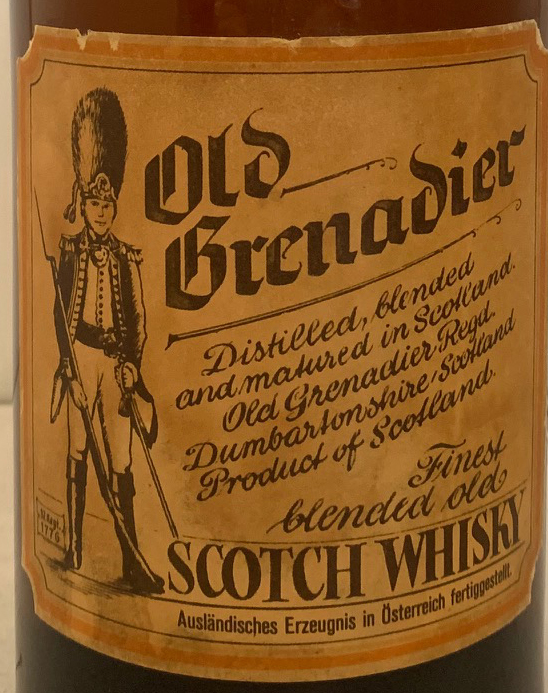 Old
Grenadier
Distilled, blended
and matured in Scotland.
Old Grenadier Regd.
Dumbartonshire, Scotland
Product of Scotland.
Finest
blended old
SCOTCH WHISKY
1776
Ausländisches Erzeugnis in Österreich fertiggestellt.